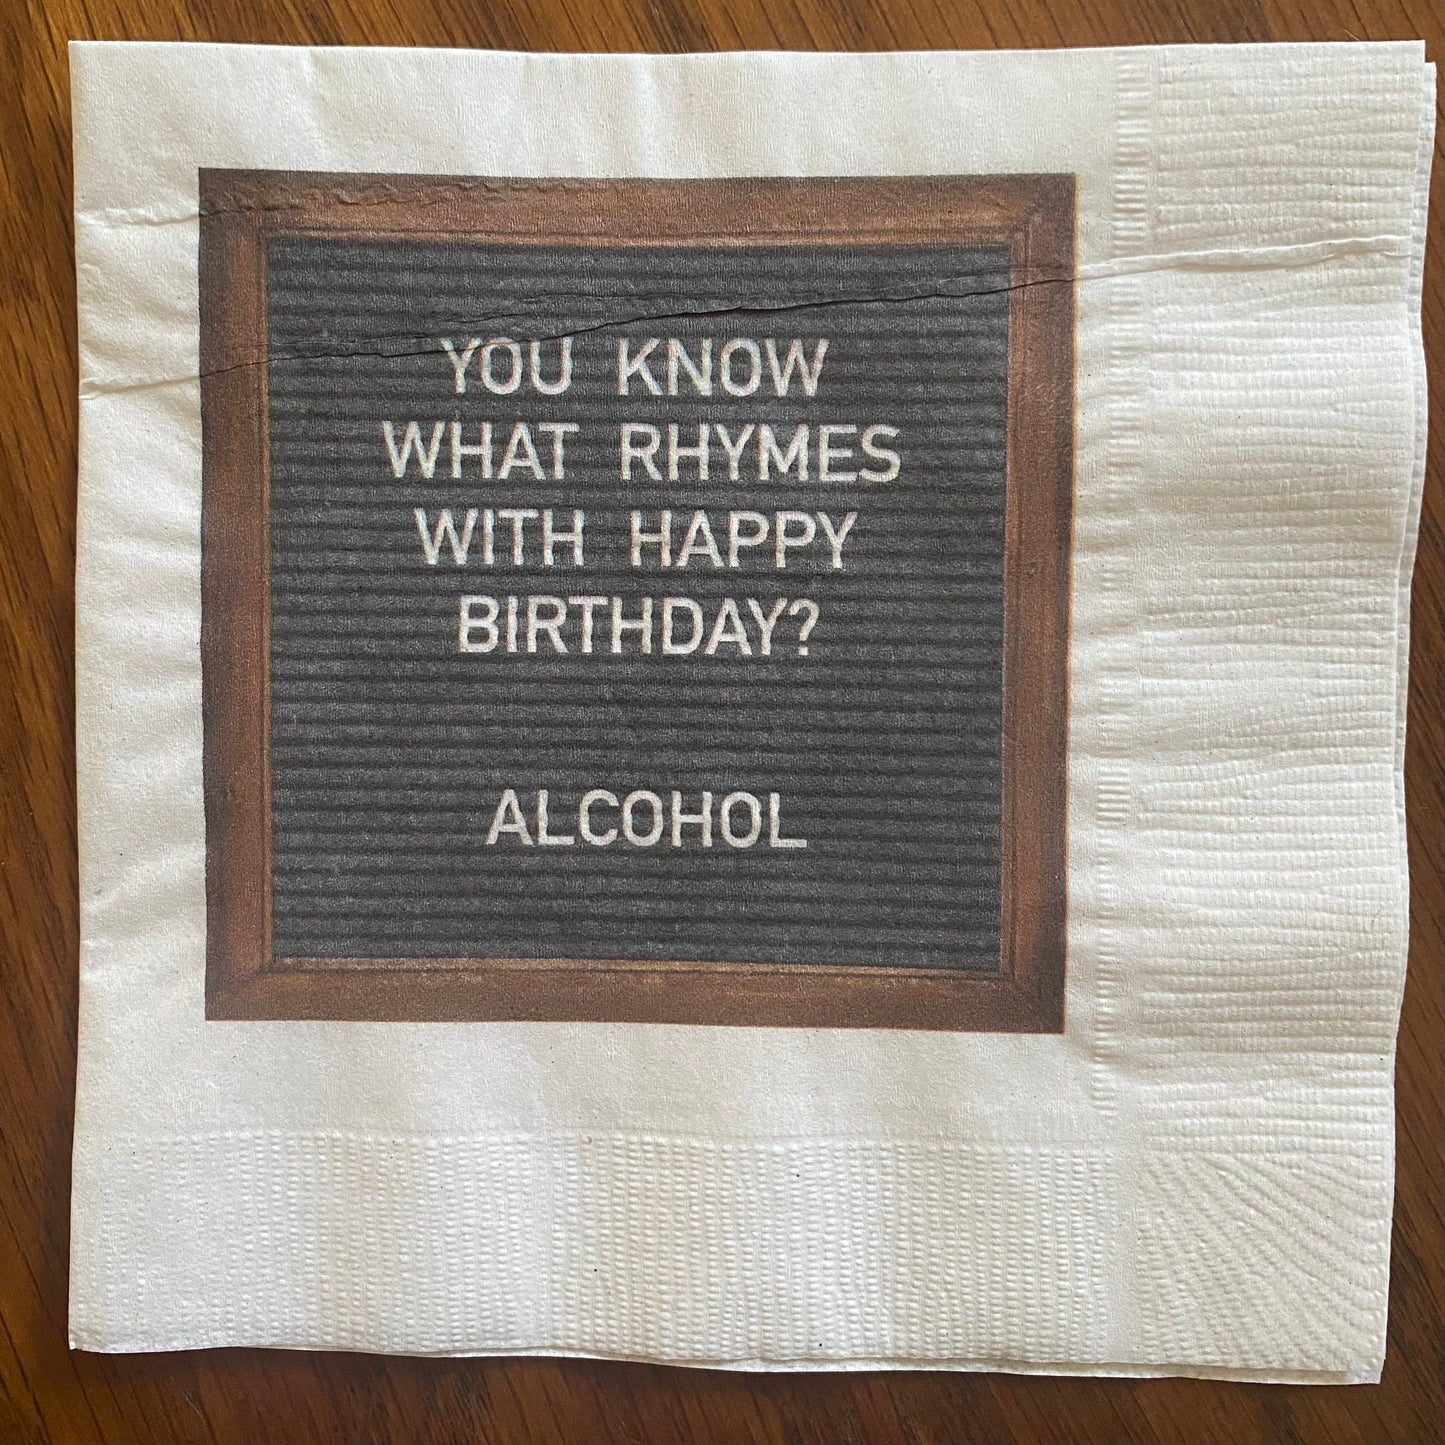 YOU KNOW
WHAT RHYMES
WITH HAPPY
BIRTHDAY?
ALCOHOL